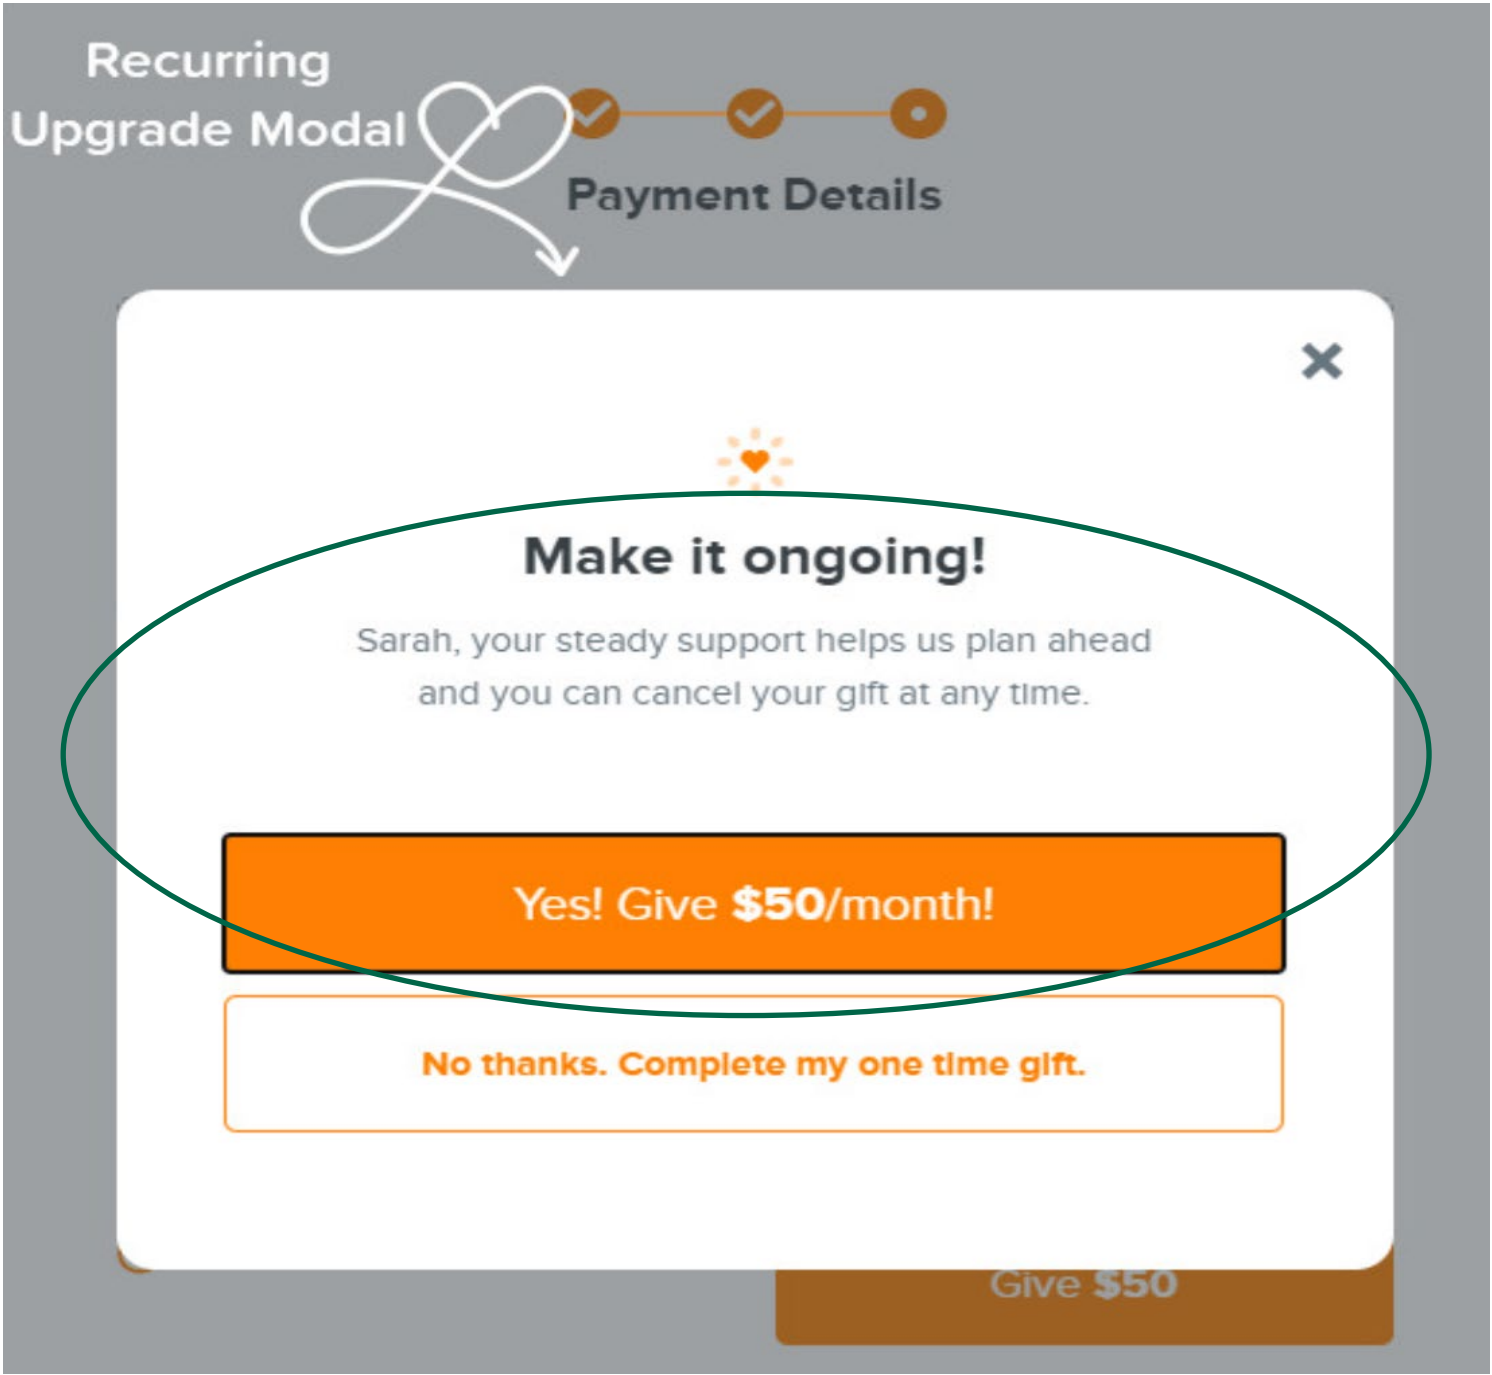 Recurring
Upgrade Modal
Payment Details
Make it ongoing!
Sarah, your steady support helps us plan ahead
and you can cancel your gift at any time.
Yes! Give $50/month!
No thanks. Complete my one time gift.
Give $50